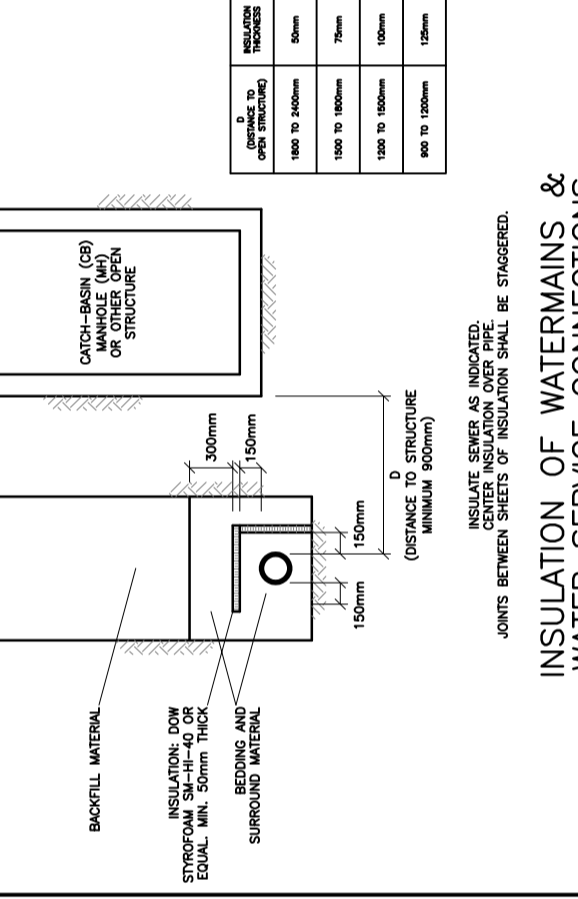 CATCH-BASIN (CB)
MANHOLE (MH)
OR OTHER OPEN
STRUCTURE
D
(DISTANCE TO
OPEN STRUCTURE)
INSULATION
THICKNESS
1800 TO 2400mm
50mm
1500 TO 1800mm
75mm
1200 TO 1500mm
100mm
900 TO 1200mm
125mm
BACKFILL MATERIAL
INSULATION: DOW
STYROFOAM SM-HI-40 OR
EQUAL. MIN. 50mm THICK
BEDDING AND
SURROUND MATERIAL
300mm
150mm
150mm
150mm
D
(DISTANCE TO STRUCTURE
MINIMUM 900mm)
INSULATE SEWER AS INDICATED.
CENTER INSULATION OVER PIPE.
JOINTS BETWEEN SHEETS OF INSULATION SHALL BE STAGGERED.
INSULATION OF WATERMAINS &
WATER SERVICE CONNECTIONS